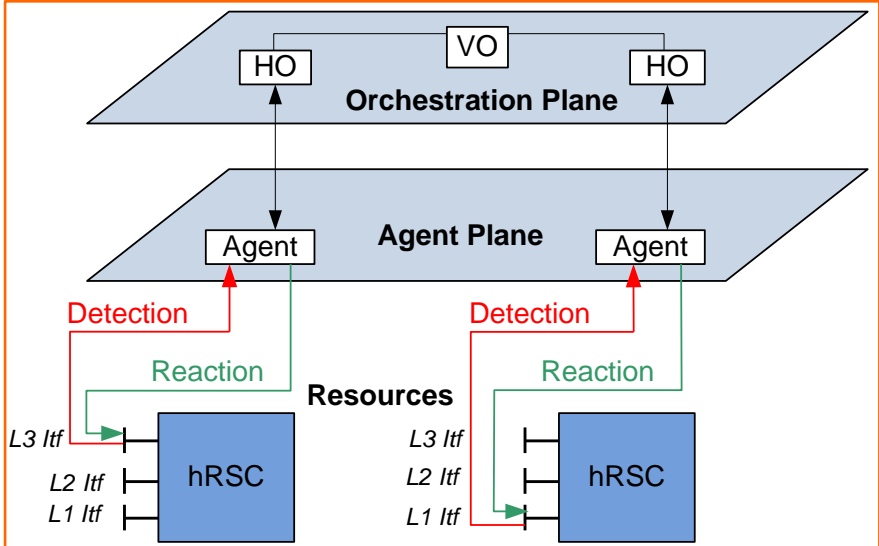 VO
HO
HO
Orchestration Plane
Agent
Agent Plane
Agent
Detection
Detection
Reaction
Reaction
Resources
L3 Itf
L2 Itf
L1 Itf
hRSC
L3 Itf
L2 Itf
L1 Itf
hRSC